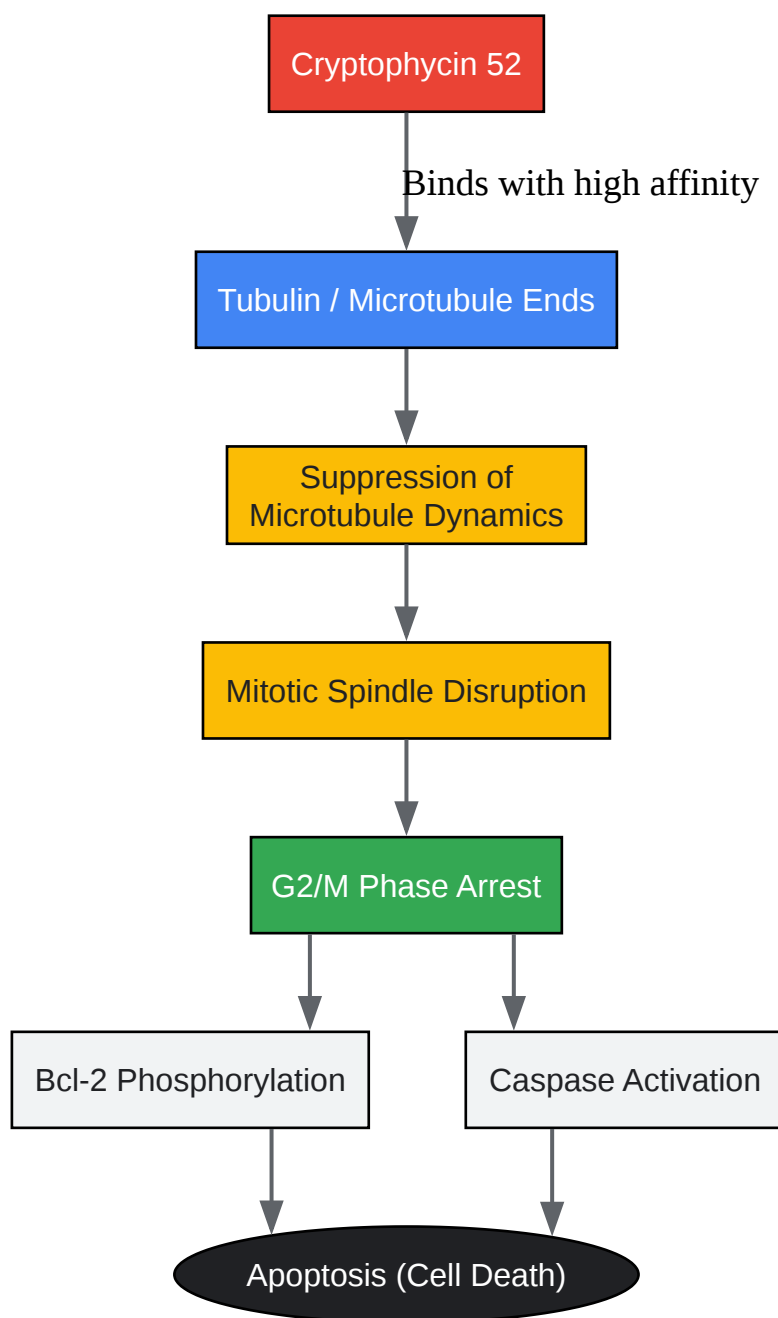 Cryptophycin 52
Binds with high affinity
Tubulin / Microtubule Ends
Suppression of
Microtubule Dynamics
Mitotic Spindle Disruption
G2/M Phase Arrest
Bcl-2 Phosphorylation
Caspase Activation
Apoptosis (Cell Death)